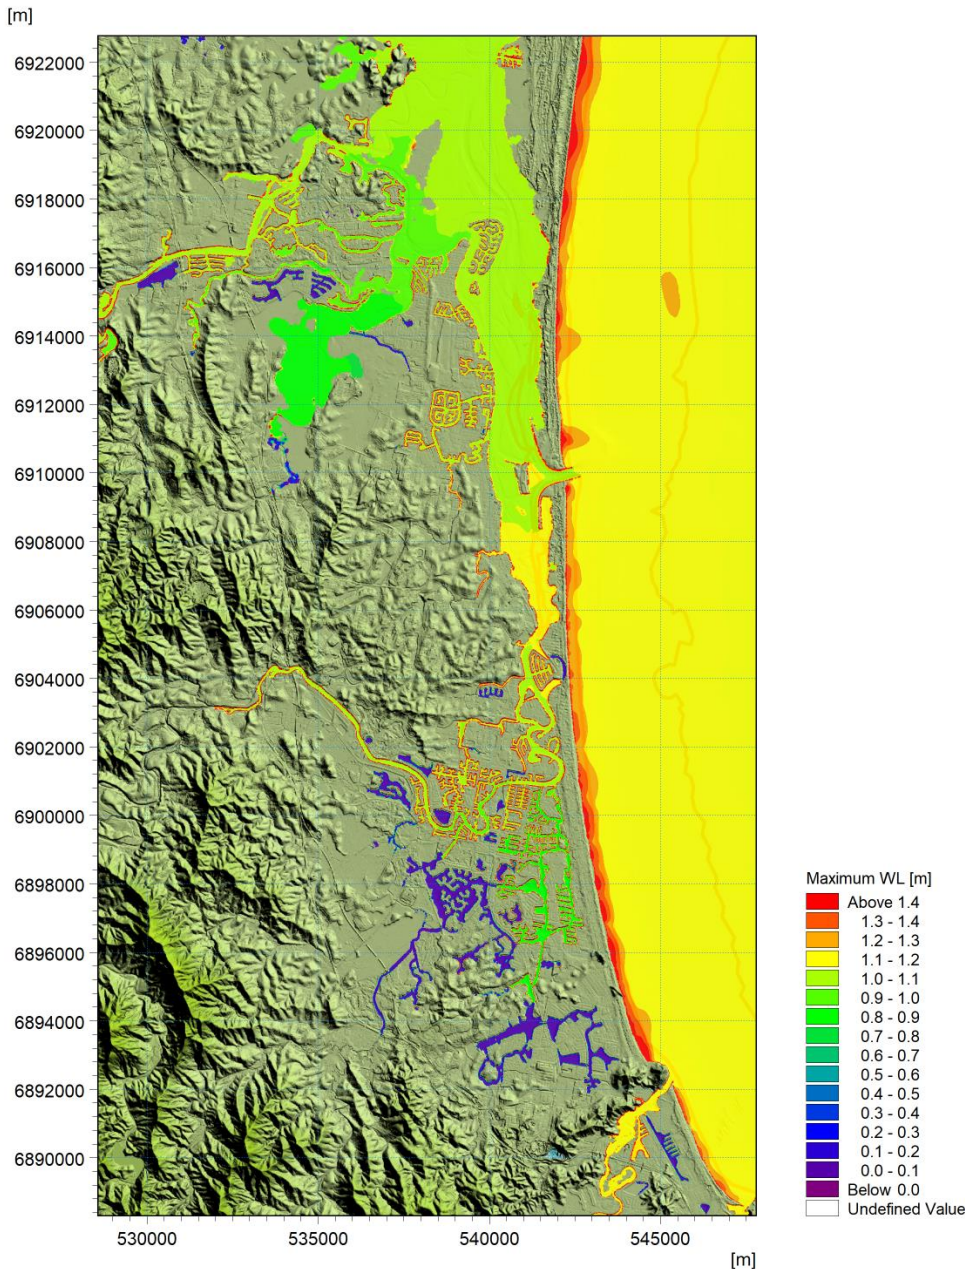 [m]
6922000
6920000
6918000
6916000
6914000
6912000
6910000
6908000
6906000
6904000
6902000
6900000
6898000
6896000
6894000
6892000
6890000
530000 535000 540000 545000
[m]
Maximum WL [m]
Above 1.4
1.3 - 1.4
1.2 - 1.3
1.1 - 1.2
1.0 - 1.1
0.9 - 1.0
0.8 - 0.9
0.7 - 0.8
0.6 - 0.7
0.5 - 0.6
0.4 - 0.5
0.3 - 0.4
0.2 - 0.3
0.1 - 0.2
0.0 - 0.1
Below 0.0
Undefined Value